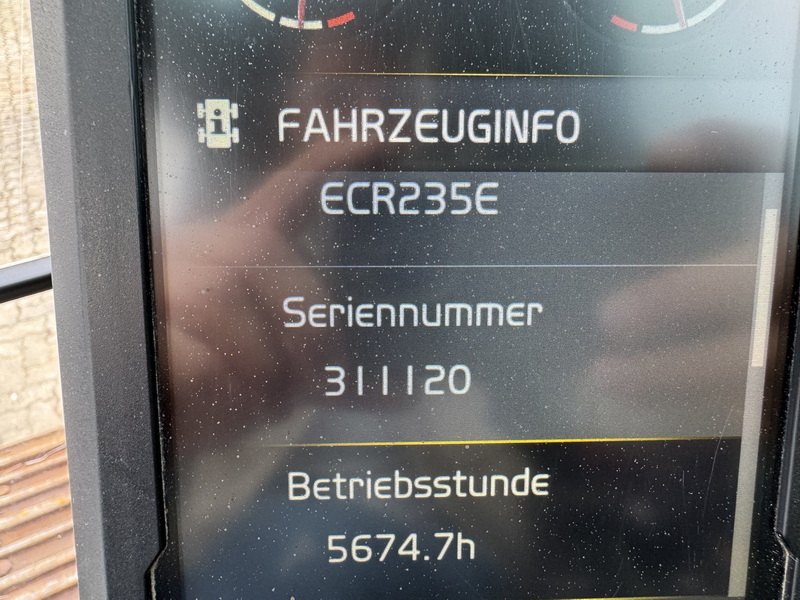 FAHRZEUGINFO
ECR235E
Seriennummer
311120
Betriebsstunde
5674.7h